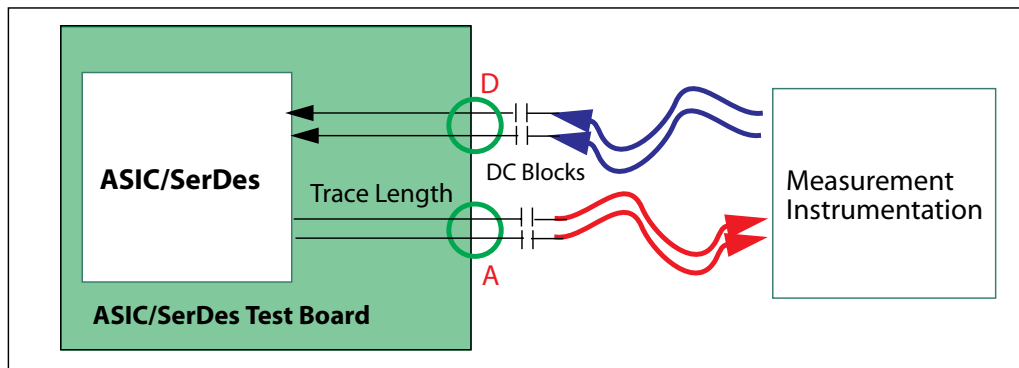 D
ASIC/SerDes
DC Blocks
Trace Length
Measurement
Instrumentation
A
ASIC/SerDes Test Board